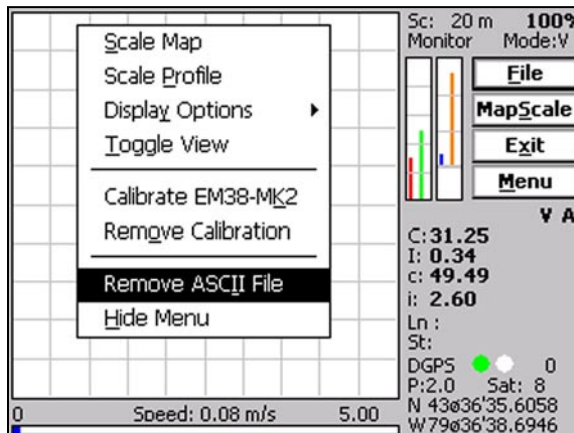 Scale Map
Scale Profile
Display Options
Toggle View
Calibrate EM38-MK2
Remove Calibration
Remove ASCII File
Hide Menu
0 Speed: 0.08 m/s 5.00
Sc: 20 m 100%
Monitor Mode:V
File
MapScale
Exit
Menu
V A
C:31.25
I: 0.34
c: 49.49
i: 2.60
Ln :
St:
DGPS 0
P:2.0 Sat: 8
N 43ø36'35.6058
W79ø36'38.6946